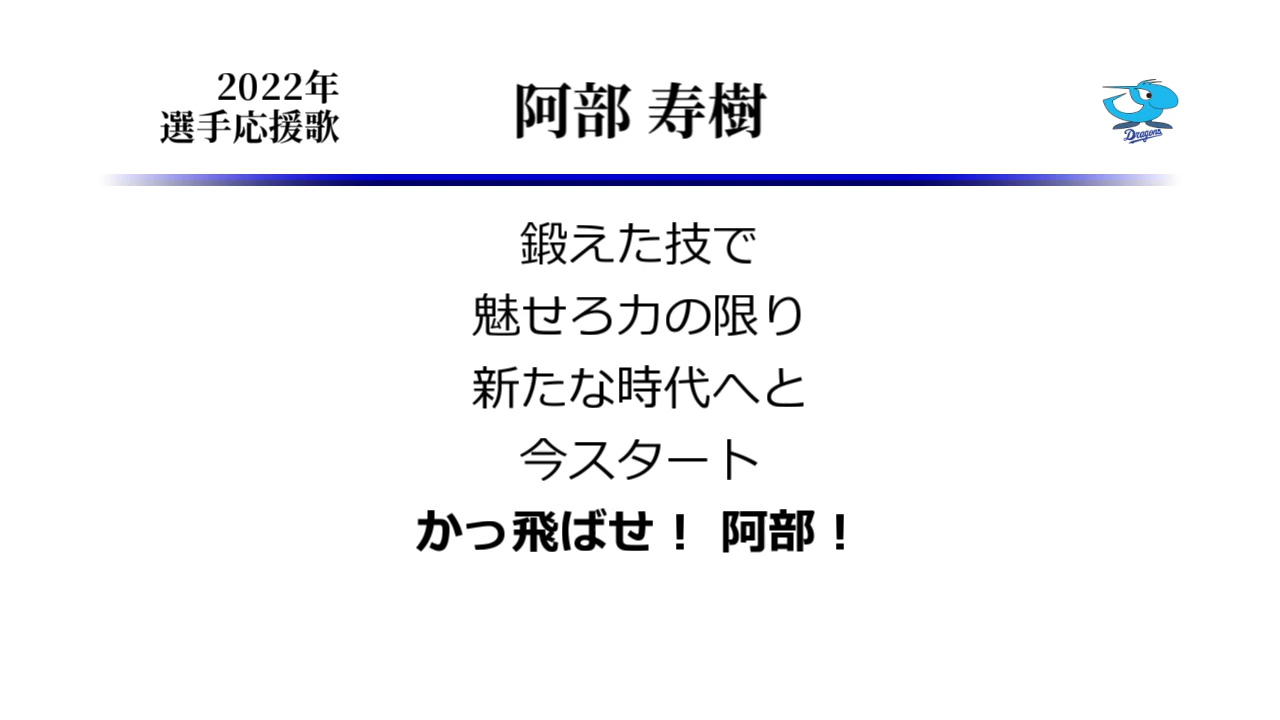 2022年
選手応援歌
阿部 寿樹
Dragons
鍛えた技で
魅せろ力の限り
新たな時代へと
今スタート
かっ飛ばせ！ 阿部！